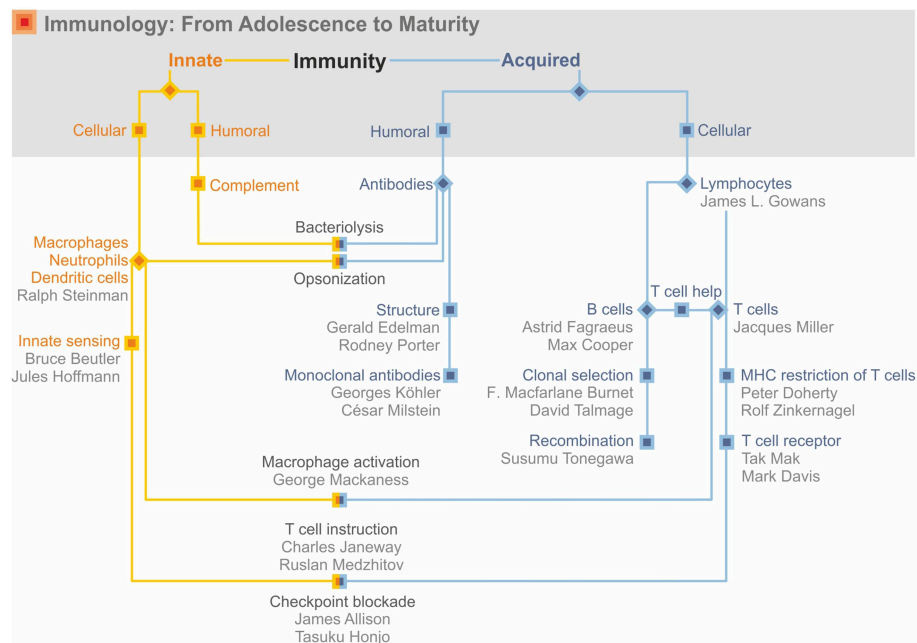 Immunology: From Adolescence to Maturity
Innate Immunity Acquired
Cellular Humoral Humoral Cellular
Complement Antibodies Lymphocytes
James L. Gowans
Bacteriolysis
Macrophages
Neutrophils
Dendritic cells
Ralph Steinman
Opsonization
T cell help
Structure
Gerald Edelman
Rodney Porter
B cells
Astrid Fagraeus
Max Cooper
T cells
Jacques Miller
Innate sensing
Bruce Beutler
Jules Hoffmann
Monoclonal antibodies
Georges Köhler
César Milstein
Clonal selection
F. Macfarlane Burnet
David Talmage
MHC restriction of T cells
Peter Doherty
Rolf Zinkernagel
Recombination
Susumu Tonegawa
T cell receptor
Tak Mak
Mark Davis
Macrophage activation
George Mackaness
T cell instruction
Charles Janeway
Ruslan Medzhitov
Checkpoint blockade
James Allison
Tasuku Honjo